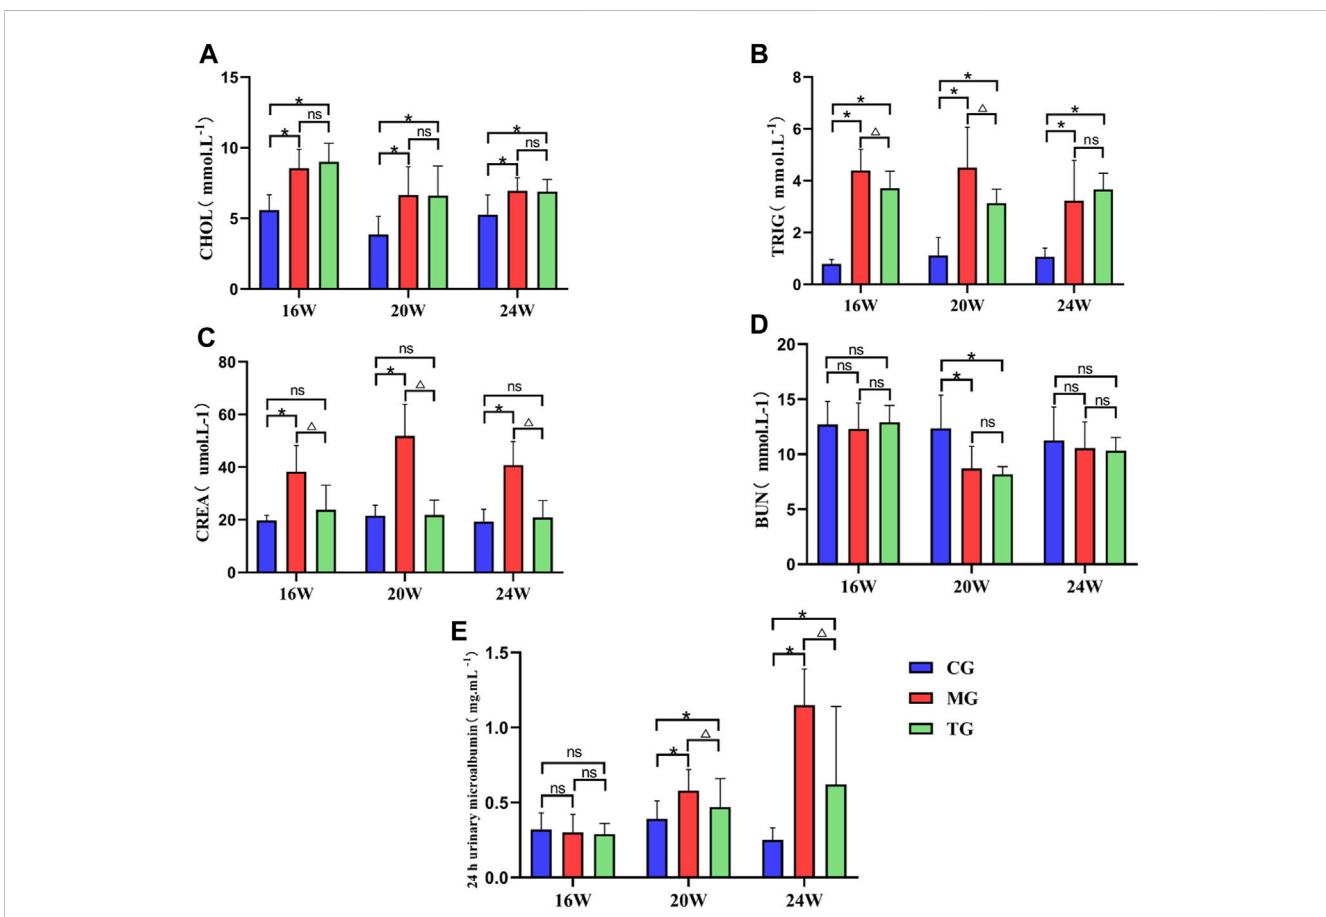 A
CHOL( mmol.L-1)
15
10
5
0
*
ns
*
*
ns
*
*
ns
*
16W
20W
24W
B
TRIG( mmol.L-1)
8
6
4
2
0
*
*
△
*
*
△
*
*
ns
16W
20W
24W
C
CREA( umol.L-1)
80
60
40
20
0
ns
*
△
ns
*
△
ns
*
△
16W
20W
24W
D
BUN( mmol.L-1)
20
15
10
5
0
ns
ns
ns
*
*
ns
ns
ns
ns
16W
20W
24W
E
24 h urinary microalbumin( mg.mL-1)
1.5
1.0
0.5
0.0
ns
ns
ns
*
△
*
*
△
*
16W
20W
24W
CG
MG
TG